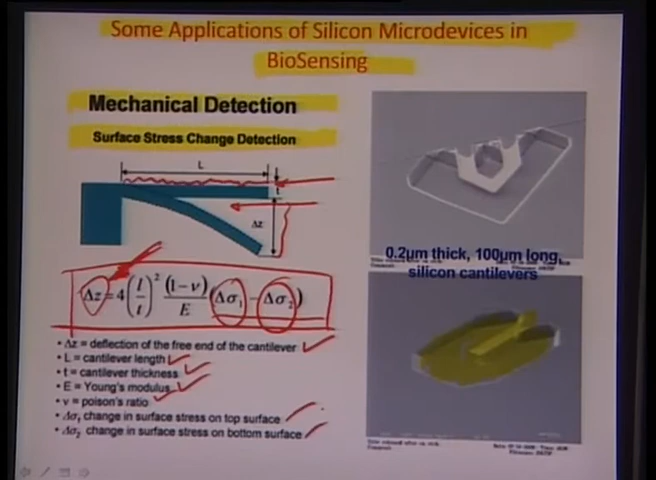 Some Applications of Silicon Microdevices in
BioSensing
Mechanical Detection
Surface Stress Change Detection
L
t
Δz
Δz = 4(l/t)² (1-ν)/E (Δσ₁ - Δσ₂)
• Δz = deflection of the free end of the cantilever
• L = cantilever length
• t = cantilever thickness
• E = Young's modulus
• ν = poison's ratio
• Δσ₁ change in surface stress on top surface
• Δσ₂ change in surface stress on bottom surface
0.2μm thick, 100μm long,
silicon cantilevers